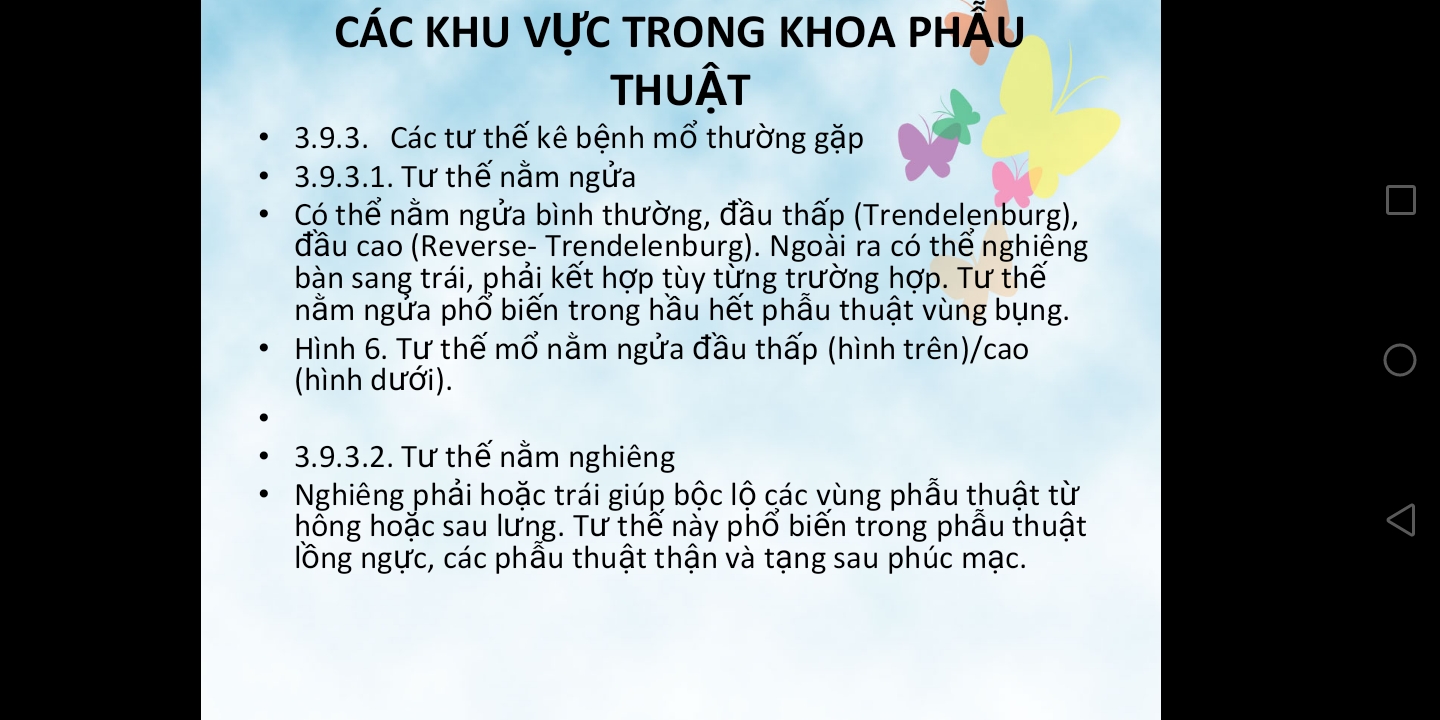 CÁC KHU VỰC TRONG KHOA PHẪU
THUẬT
• 3.9.3. Các tư thế kê bệnh mổ thường gặp
• 3.9.3.1. Tư thế nằm ngửa
• Có thể nằm ngửa bình thường, đầu thấp (Trendelenburg),
đầu cao (Reverse- Trendelenburg). Ngoài ra có thể nghiêng
bàn sang trái, phải kết hợp tùy từng trường hợp. Tư thế
nằm ngửa phổ biến trong hầu hết phẫu thuật vùng bụng.
• Hình 6. Tư thế mổ nằm ngửa đầu thấp (hình trên)/cao
(hình dưới).
•
• 3.9.3.2. Tư thế nằm nghiêng
• Nghiêng phải hoặc trái giúp bộc lộ các vùng phẫu thuật từ
hông hoặc sau lưng. Tư thế này phổ biến trong phẫu thuật
lồng ngực, các phẫu thuật thận và tạng sau phúc mạc.